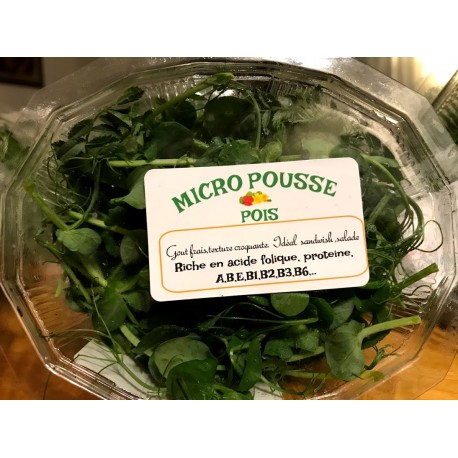 MICRO POUSSE
POIS
Gout frais,texture croquante. Idéal sandwish,salade
Riche en acide folique, proteine,
A,B,E,B1,B2,B3,B6...